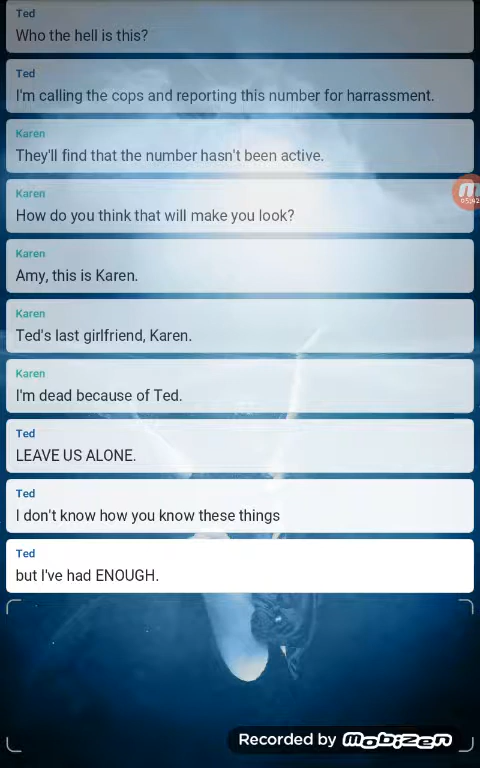 Ted
Who the hell is this?
Ted
I'm calling the cops and reporting this number for harrassment.
Karen
They'll find that the number hasn't been active.
Karen
How do you think that will make you look?
Karen
Amy, this is Karen.
Karen
Ted's last girlfriend, Karen.
Karen
I'm dead because of Ted.
Ted
LEAVE US ALONE.
Ted
I don't know how you know these things
Ted
but I've had ENOUGH.
Recorded by Mobizen